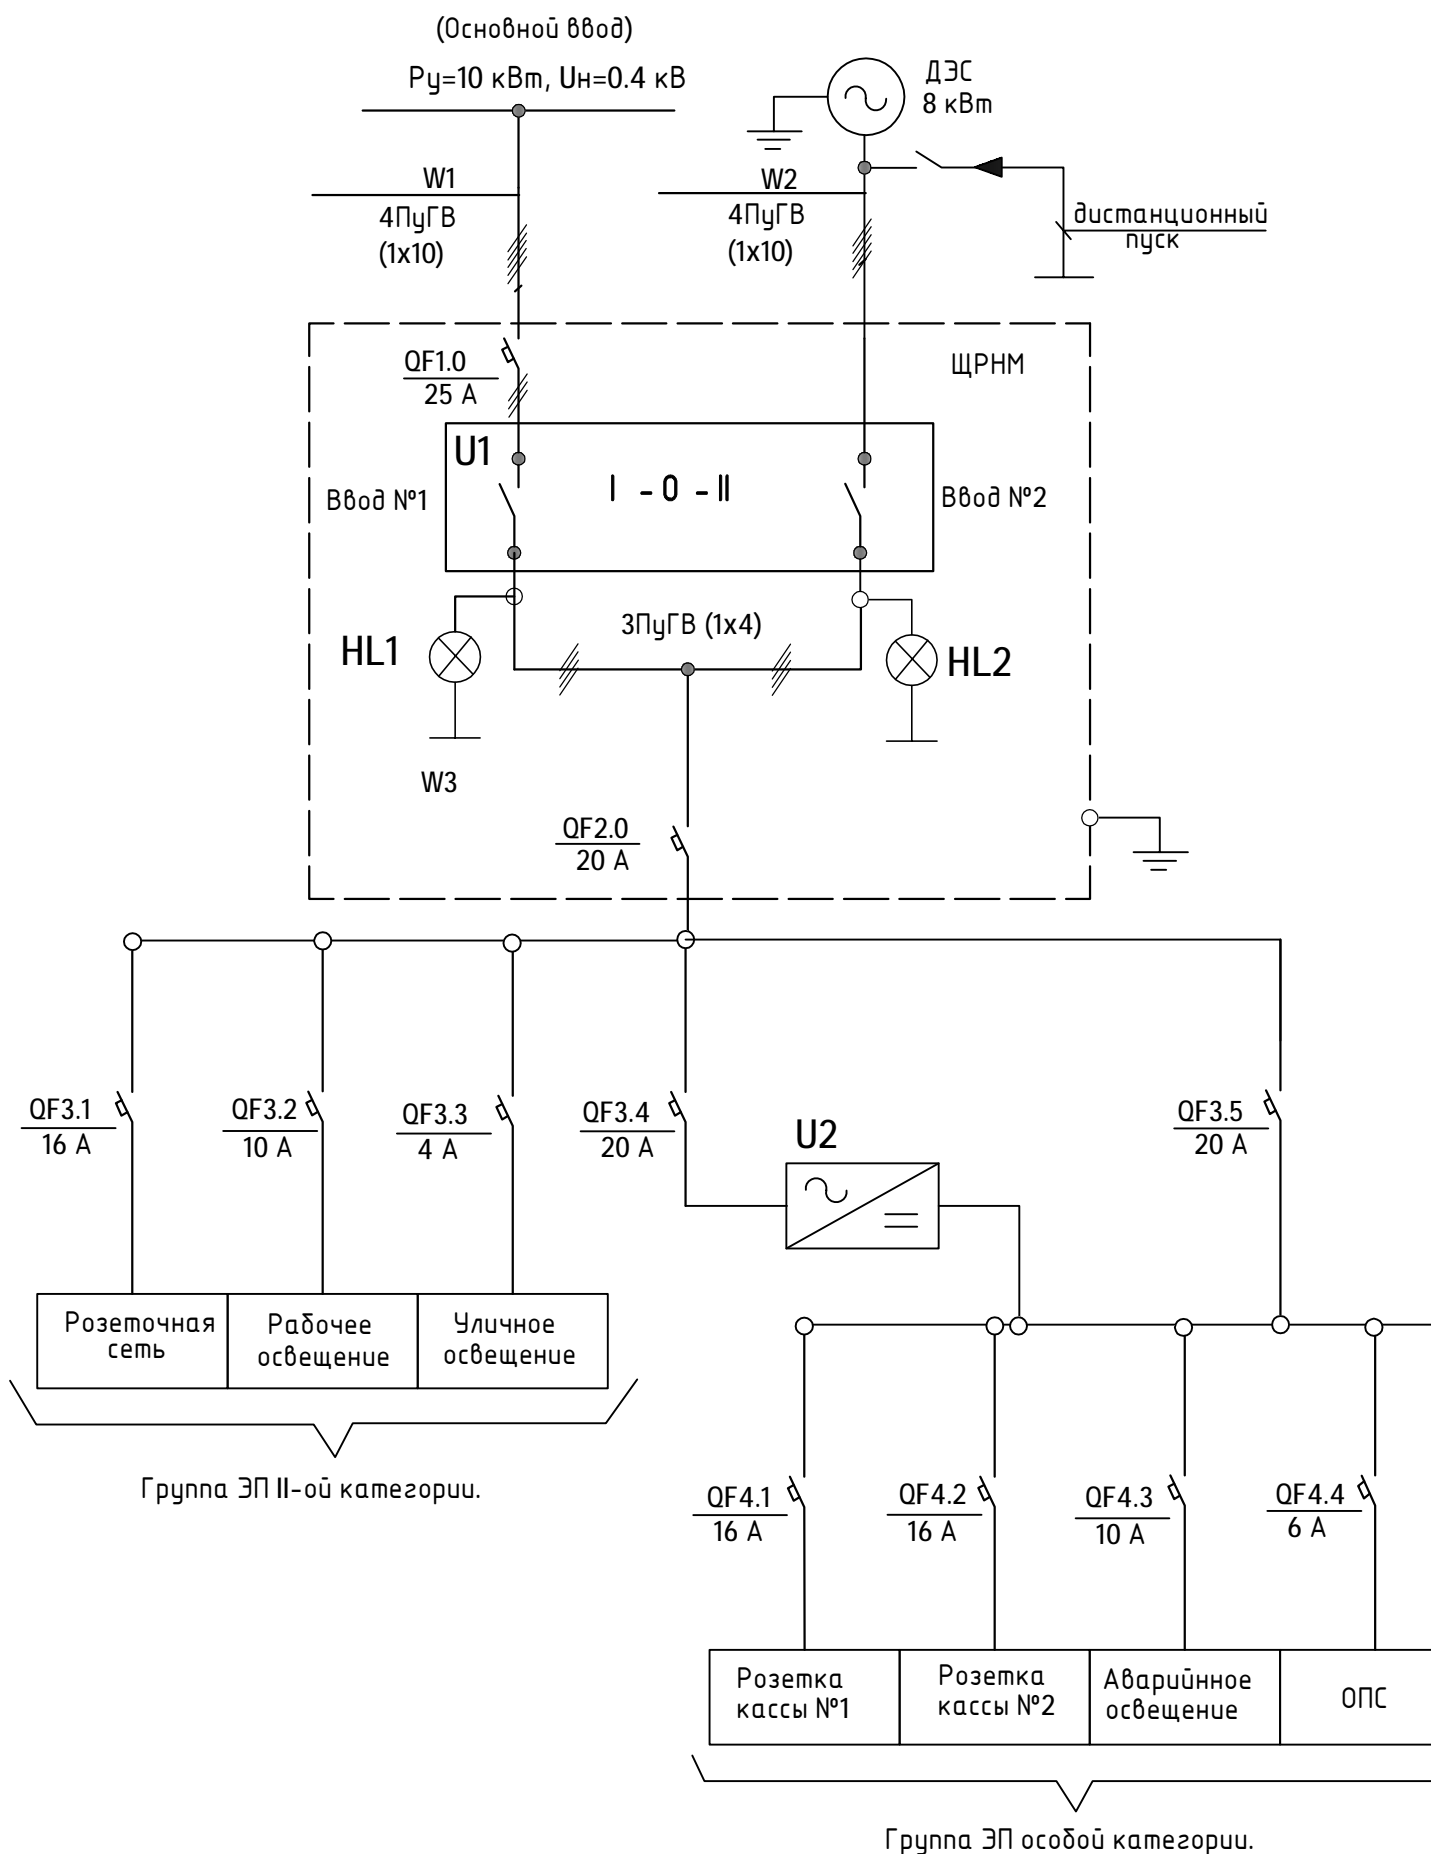 (Основной ввод)
Ру=10 кВт, Uн=0.4 кВ
ДЭС
8 кВт
W1
4ПуГВ
(1х10)
W2
4ПуГВ
(1х10)
дистанционный
пуск
ЩРНМ
QF1.0
25 А
U1
I - 0 - II
Ввод №1
Ввод №2
3ПуГВ (1х4)
HL1
HL2
W3
QF2.0
20 А
QF3.1
16 А
QF3.2
10 А
QF3.3
4 А
QF3.4
20 А
U2
QF3.5
20 А
Розеточная
сеть
Рабочее
освещение
Уличное
освещение
Группа ЭП II-ой категории.
QF4.1
16 А
QF4.2
16 А
QF4.3
10 А
QF4.4
6 А
Розетка
кассы №1
Розетка
кассы №2
Аварийнное
освещение
ОПС
Группа ЭП особой категории.